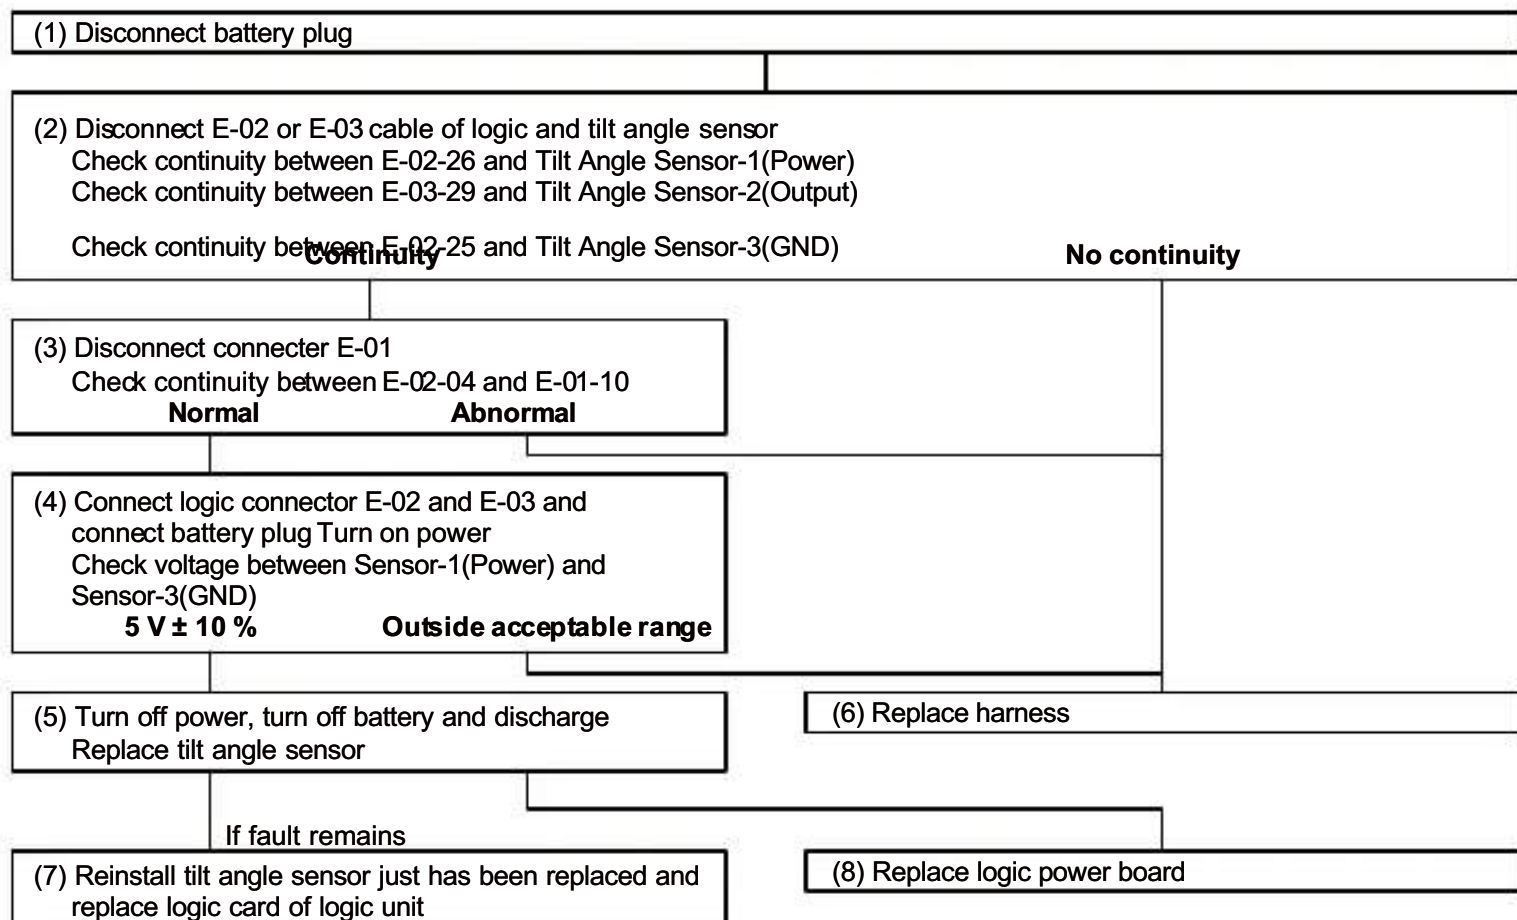 (1) Disconnect battery plug
(2) Disconnect E-02 or E-03 cable of logic and tilt angle sensor
Check continuity between E-02-26 and Tilt Angle Sensor-1(Power)
Check continuity between E-03-29 and Tilt Angle Sensor-2(Output)
Check continuity between E-02-25 and Tilt Angle Sensor-3(GND)
Continuity No continuity
(3) Disconnect connecter E-01
Check continuity between E-02-04 and E-01-10
Normal Abnormal
(4) Connect logic connector E-02 and E-03 and
connect battery plug Turn on power
Check voltage between Sensor-1(Power) and
Sensor-3(GND)
5 V ± 10 % Outside acceptable range
(5) Turn off power, turn off battery and discharge
Replace tilt angle sensor
(6) Replace harness
If fault remains
(7) Reinstall tilt angle sensor just has been replaced and
replace logic card of logic unit
(8) Replace logic power board